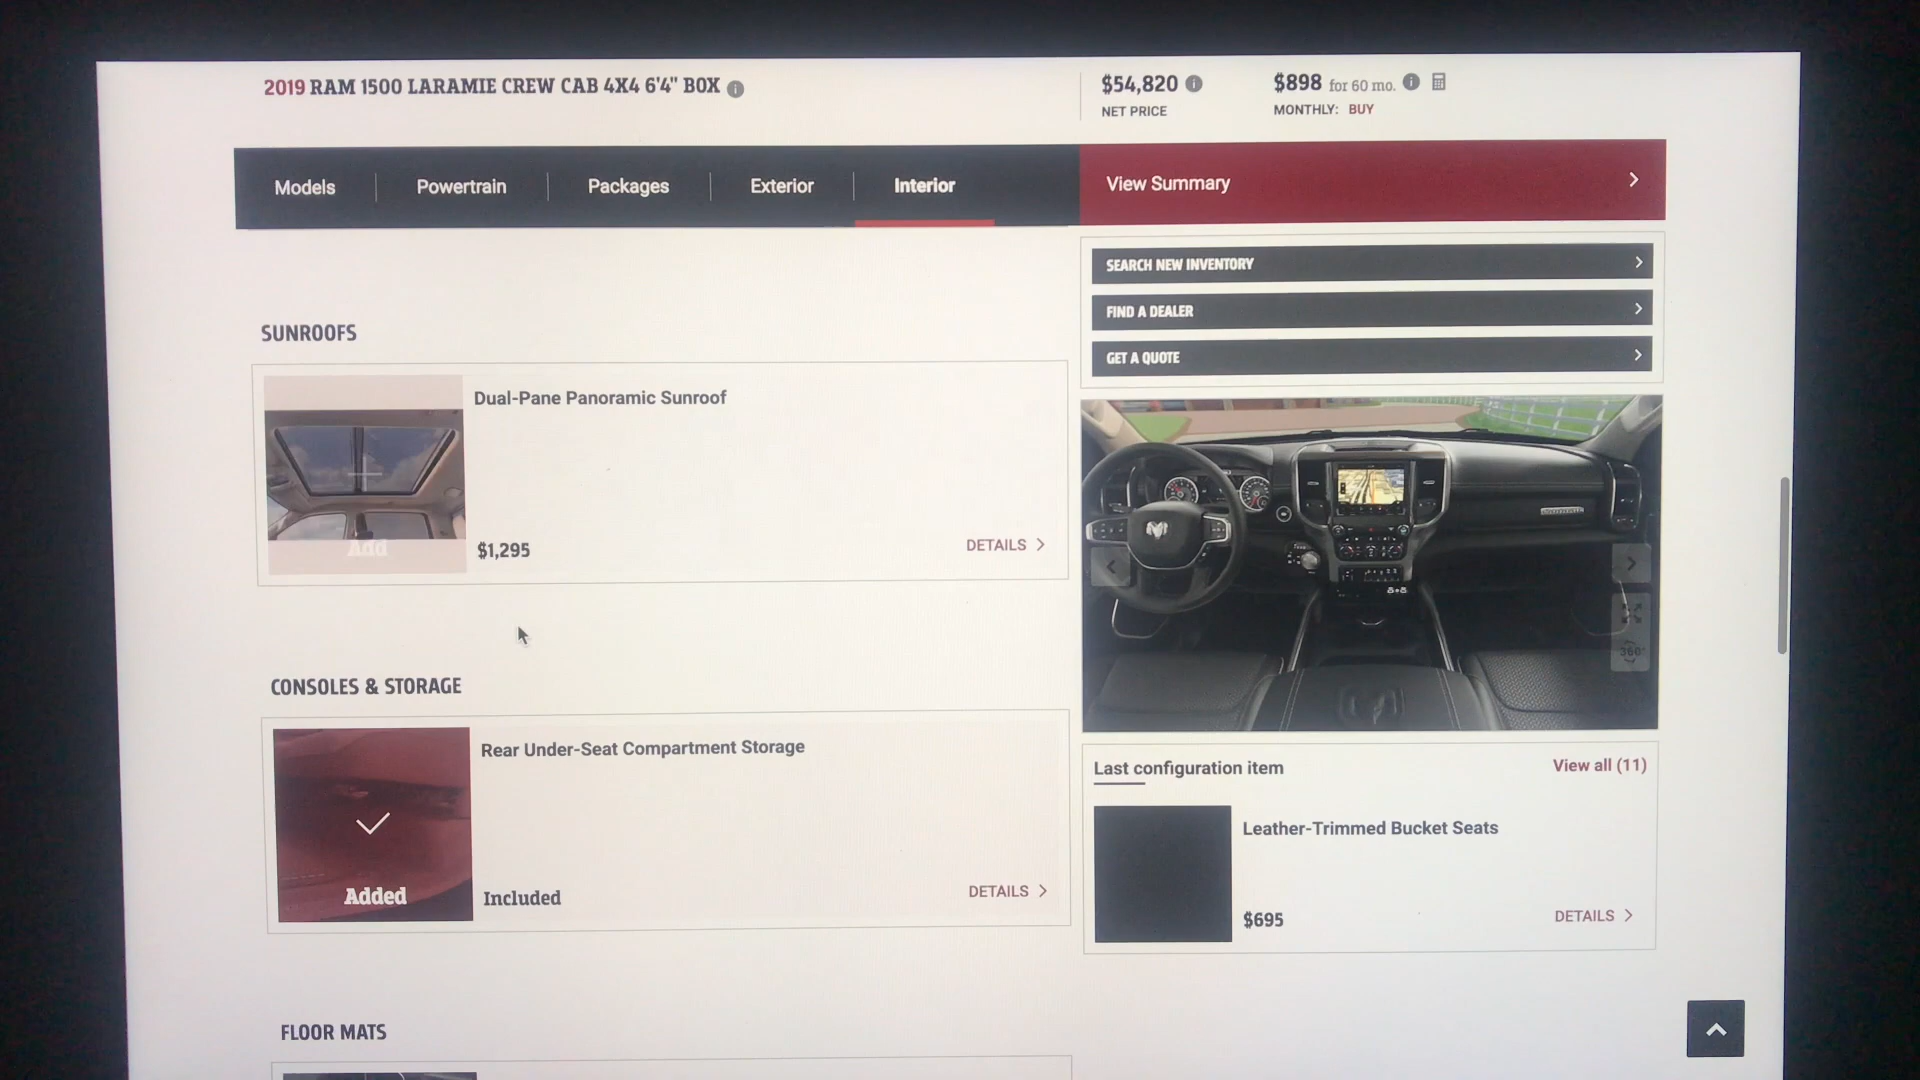 2019 RAM 1500 LARAMIE CREW CAB 4X4 6'4" BOX
$54,820
NET PRICE
$898 for 60 mo.
MONTHLY: BUY
Models
Powertrain
Packages
Exterior
Interior
View Summary
SEARCH NEW INVENTORY
FIND A DEALER
GET A QUOTE
SUNROOFS
Dual-Pane Panoramic Sunroof
Add
$1,295
DETAILS
360°
CONSOLES & STORAGE
Rear Under-Seat Compartment Storage
Added
Included
DETAILS
Last configuration item
View all (11)
Leather-Trimmed Bucket Seats
$695
DETAILS
FLOOR MATS